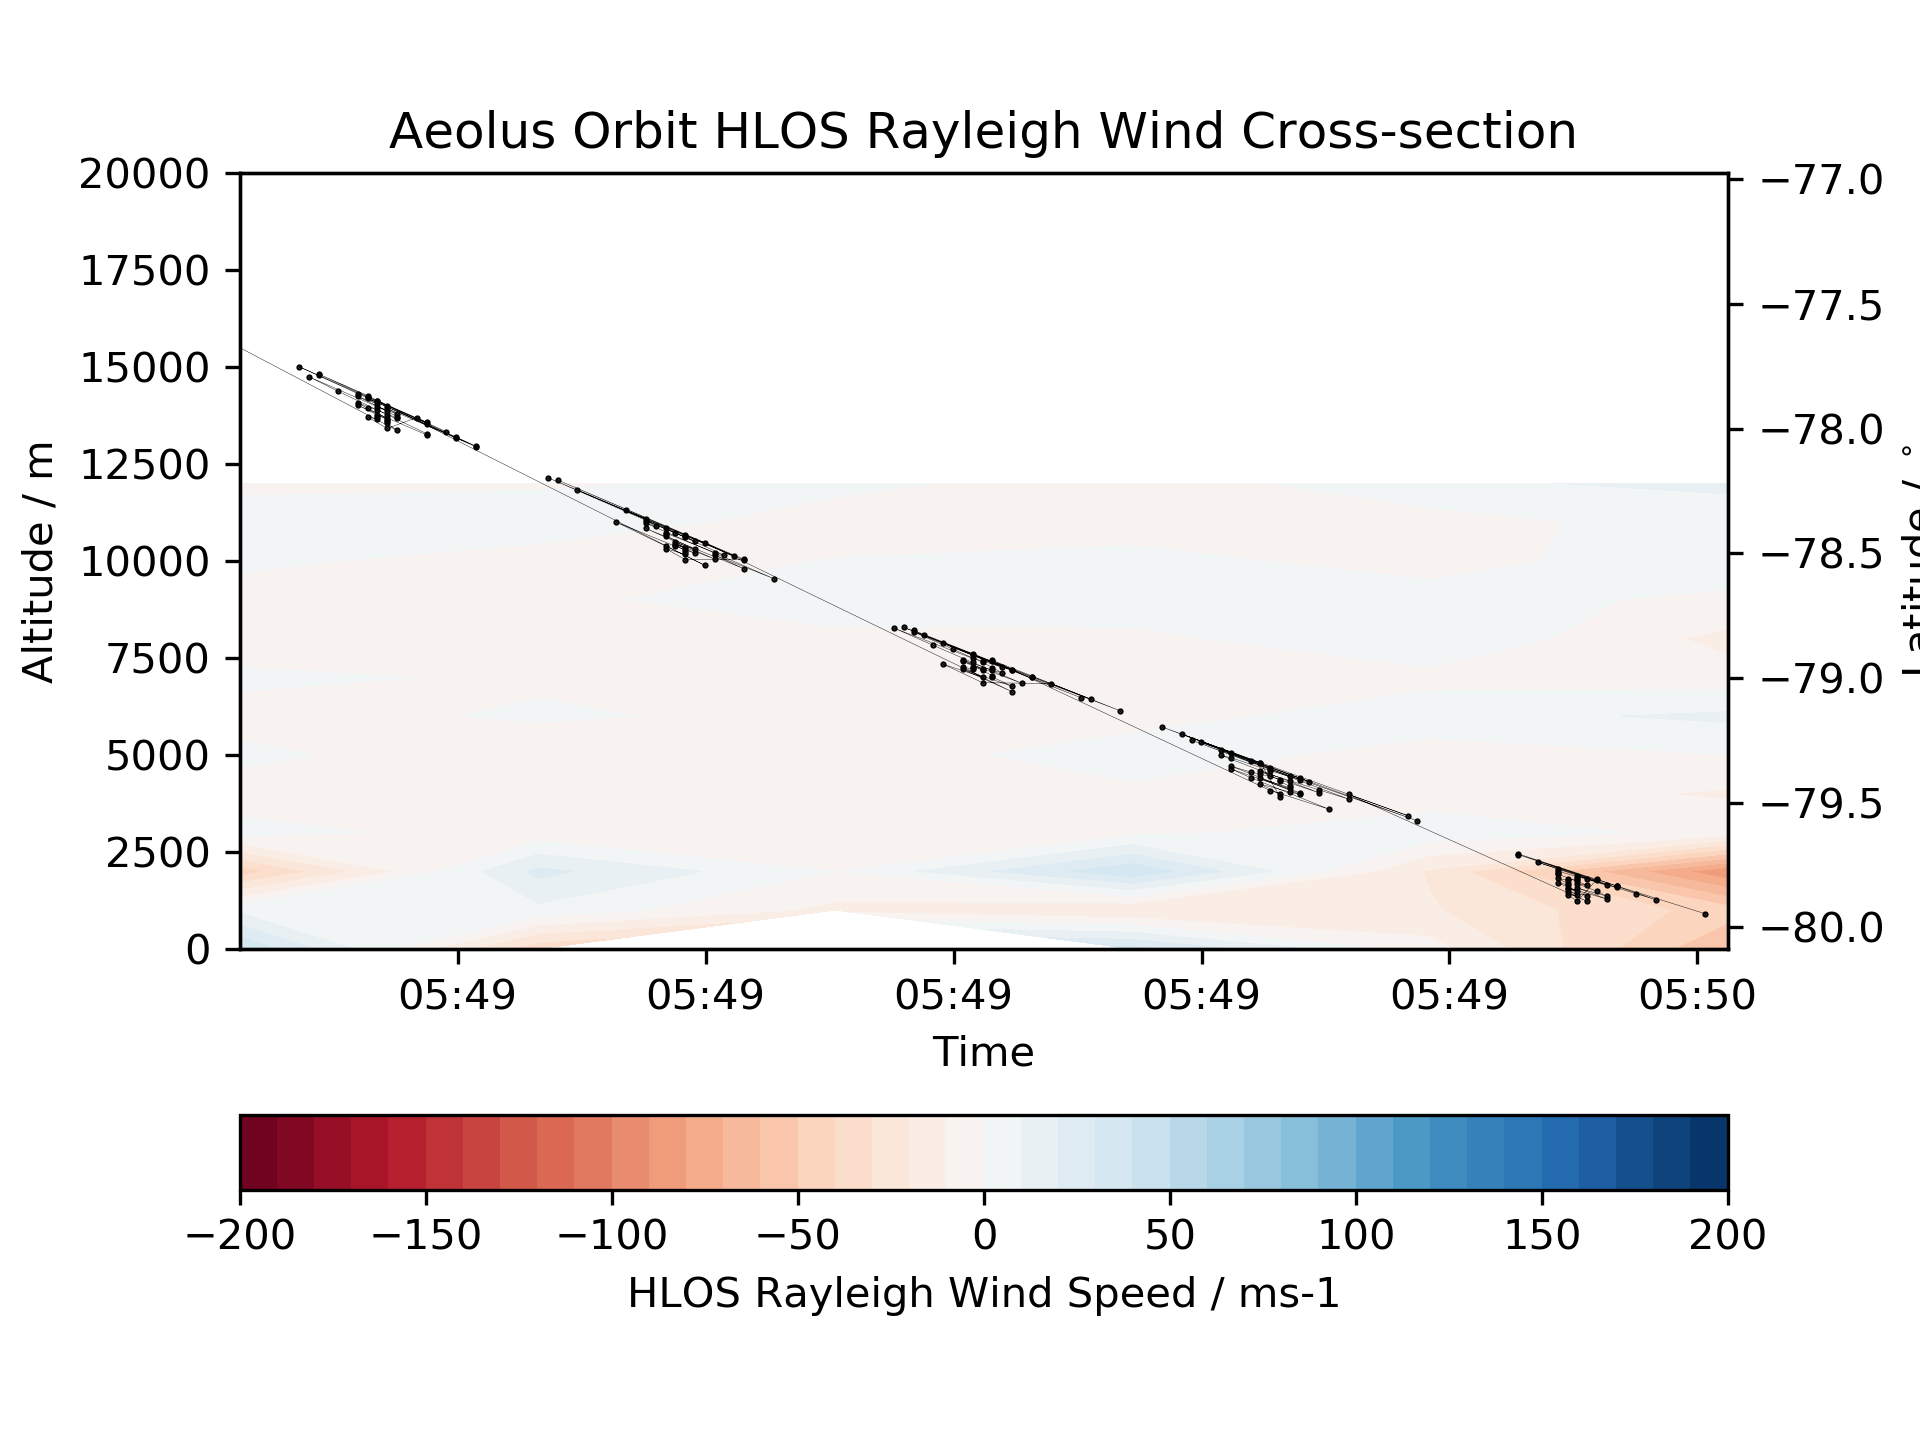 Aeolus Orbit HLOS Rayleigh Wind Cross-section
20000
17500
15000
12500
10000
7500
5000
2500
0
Altitude / m
−77.0
−77.5
−78.0
−78.5
−79.0
−79.5
−80.0
Latitude / °
05:49 05:49 05:49 05:49 05:49 05:50
Time
−200 −150 −100 −50 0 50 100 150 200
HLOS Rayleigh Wind Speed / ms-1